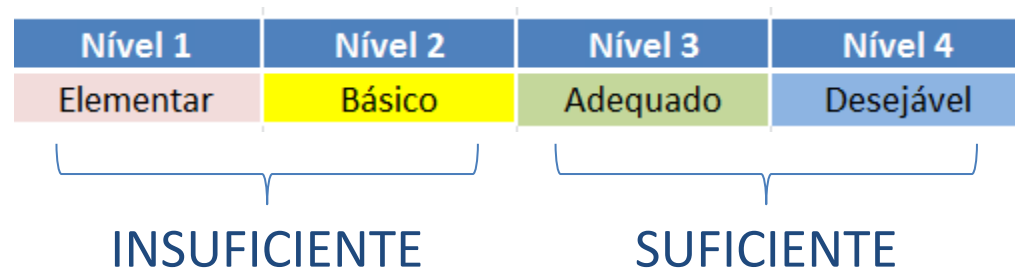 Nível 1 Nível 2 Nível 3 Nível 4
Elementar Básico Adequado Desejável
INSUFICIENTE SUFICIENTE